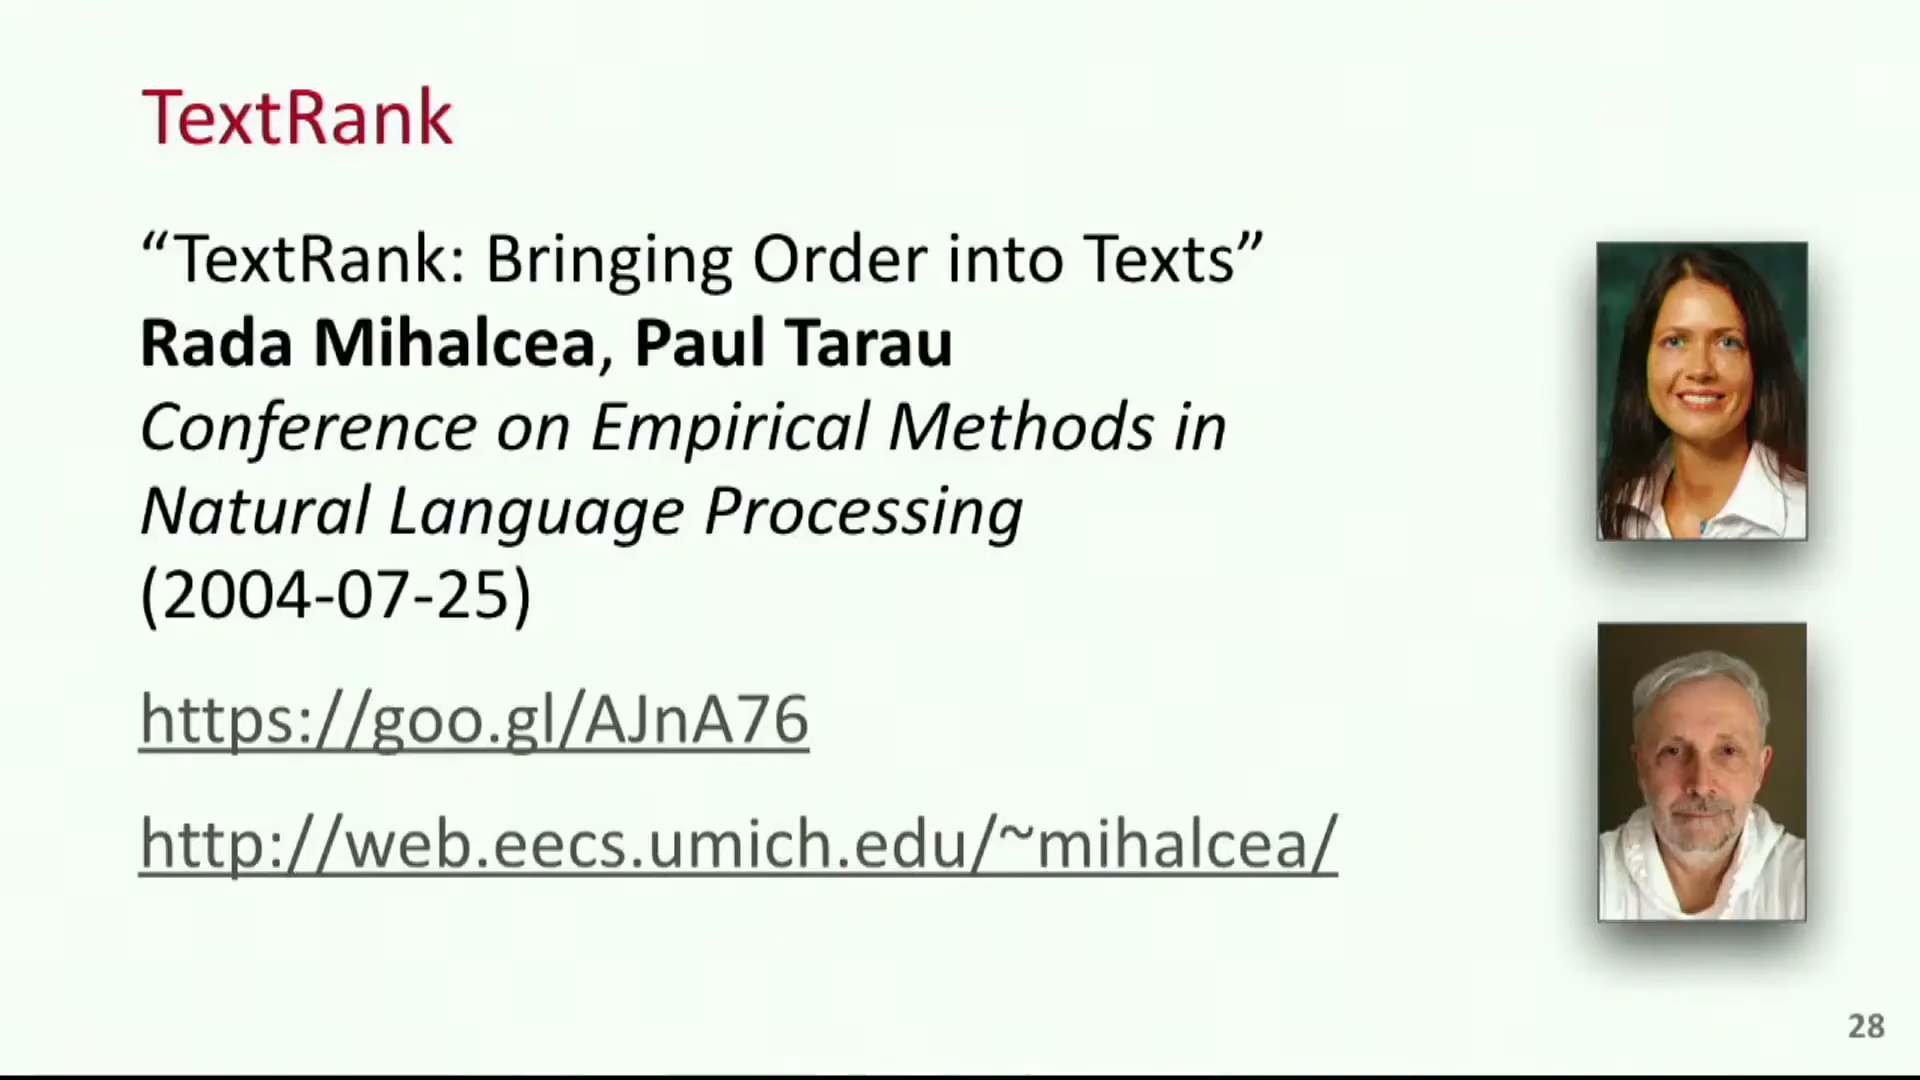 TextRank
“TextRank: Bringing Order into Texts”
Rada Mihalcea, Paul Tarau
Conference on Empirical Methods in
Natural Language Processing
(2004-07-25)
https://goo.gl/AJnA76
http://web.eecs.umich.edu/~mihalcea/
28